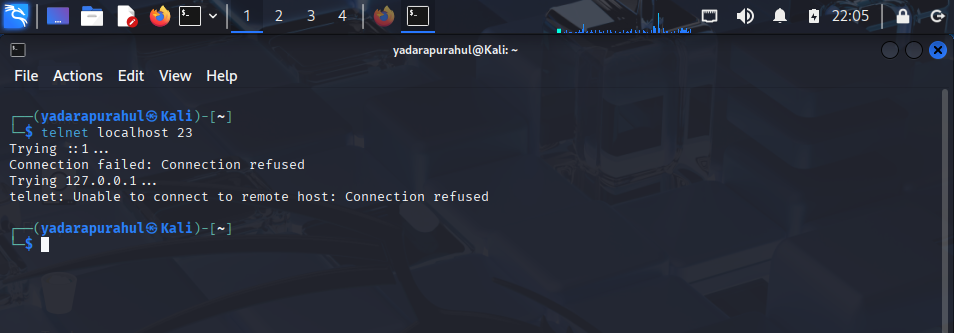 1 2 3 4 22:05
yadarapurahul@Kali: ~
File Actions Edit View Help
┌──(yadarapurahul㉿Kali)-[~]
└─$ telnet localhost 23
Trying ::1...
Connection failed: Connection refused
Trying 127.0.0.1...
telnet: Unable to connect to remote host: Connection refused
┌──(yadarapurahul㉿Kali)-[~]
└─$